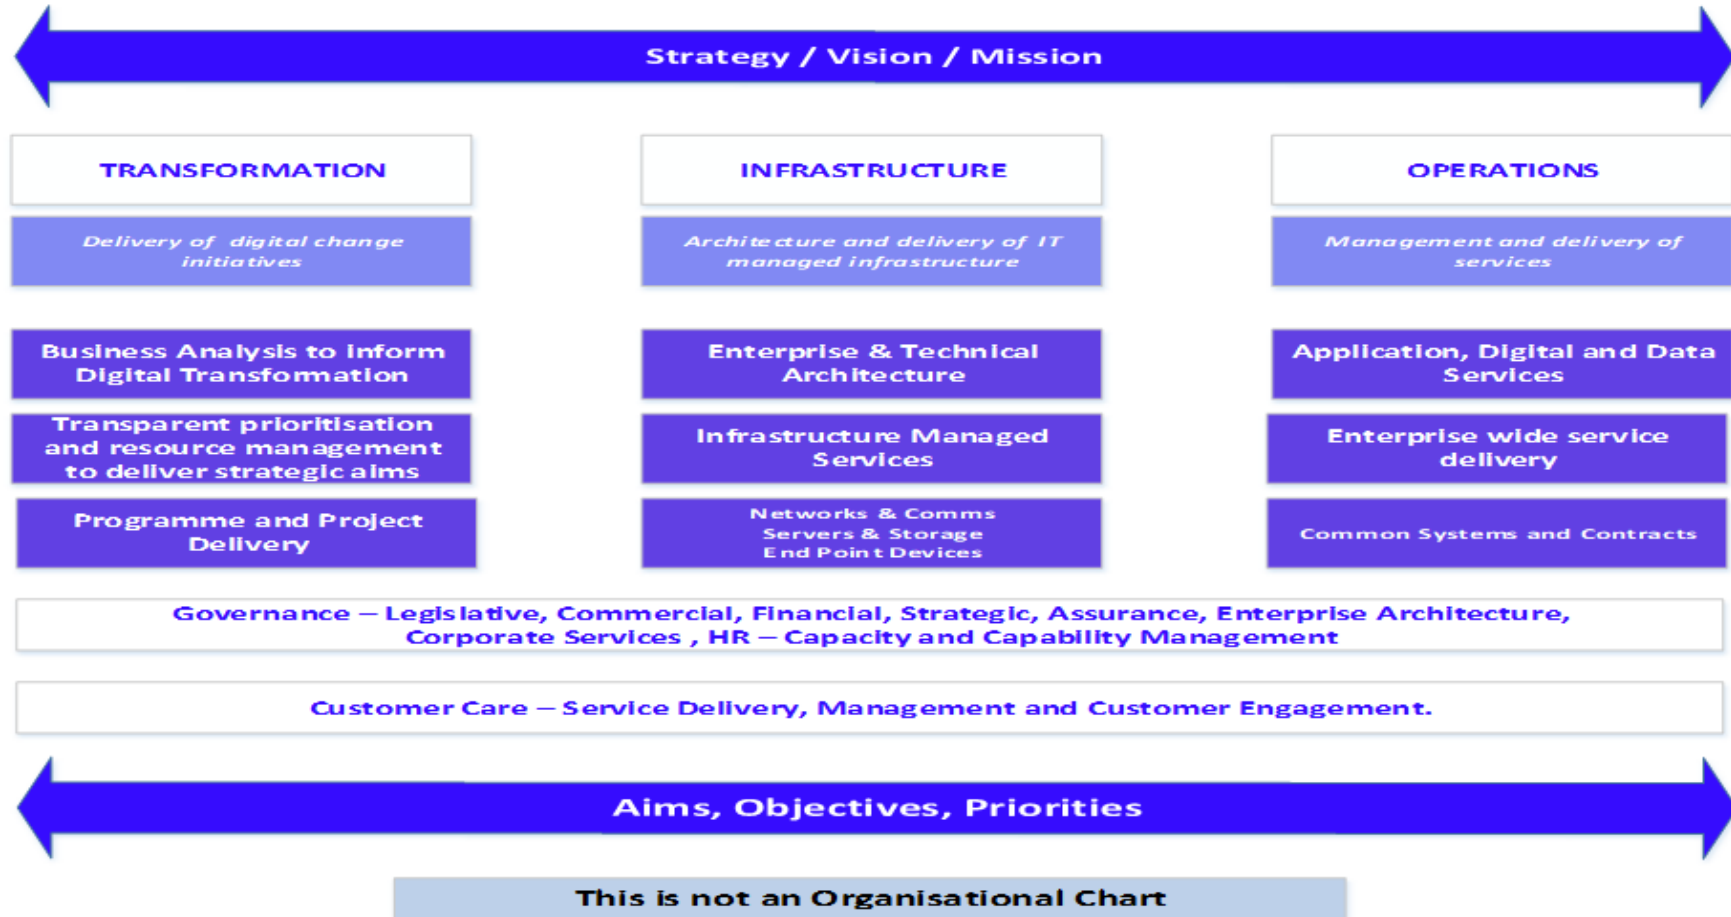 Strategy / Vision / Mission
TRANSFORMATION
INFRASTRUCTURE
OPERATIONS
Delivery of digital change
initiatives
Architecture and delivery of IT
managed infrastructure
Management and delivery of
services
Business Analysis to inform
Digital Transformation
Enterprise & Technical
Architecture
Application, Digital and Data
Services
Transparent prioritisation
and resource management
to deliver strategic aims
Infrastructure Managed
Services
Enterprise wide service
delivery
Programme and Project
Delivery
Networks & Comms
Servers & Storage
End Point Devices
Common Systems and Contracts
Governance – Legislative, Commercial, Financial, Strategic, Assurance, Enterprise Architecture,
Corporate Services , HR – Capacity and Capability Management
Customer Care – Service Delivery, Management and Customer Engagement.
Aims, Objectives, Priorities
This is not an Organisational Chart